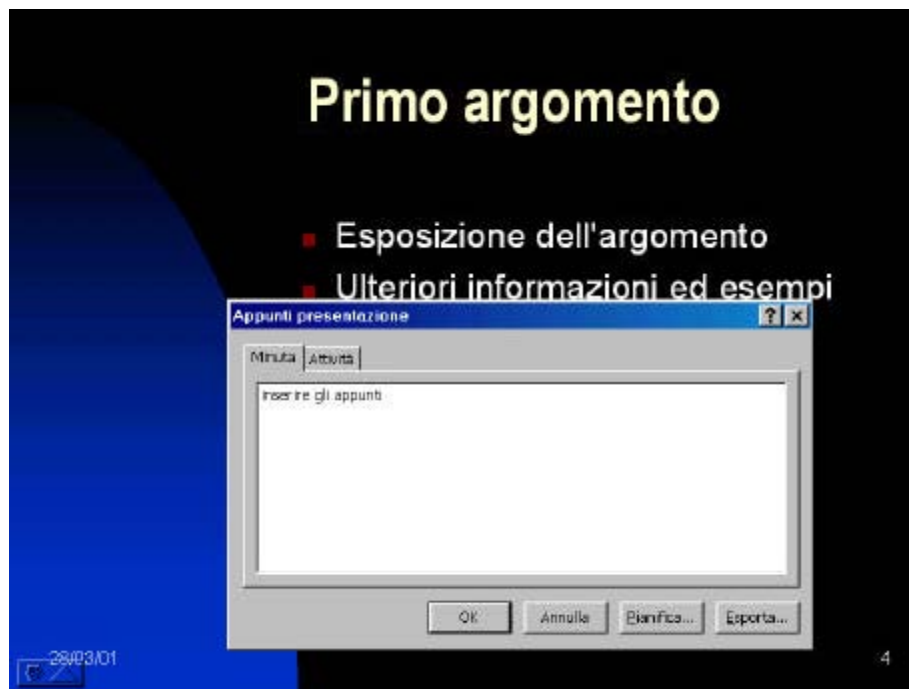 Primo argomento
Esposizione dell'argomento
Ulteriori informazioni ed esempi
Appunti presentazione
Minuta Attività
Inserire gli appunti
OK Annulla Pianifica... Esporta...
28/03/01 4